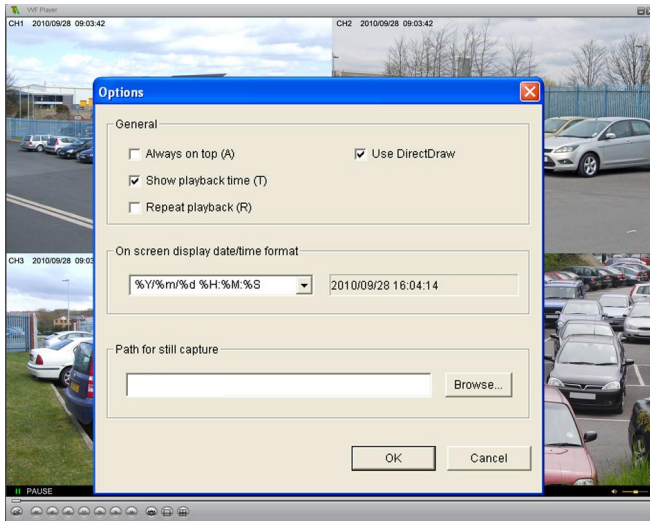 VVF Player
CH1 2010/09/28 09:03:42
CH2 2010/09/28 09:03:42
Options
General
Always on top (A)
Use DirectDraw
Show playback time (T)
Repeat playback (R)
On screen display date/time format
CH3 2010/09/28 09:03
%Y/%m/%d %H:%M:%S
2010/09/28 16:04:14
Path for still capture
Browse...
OK
Cancel
PAUSE